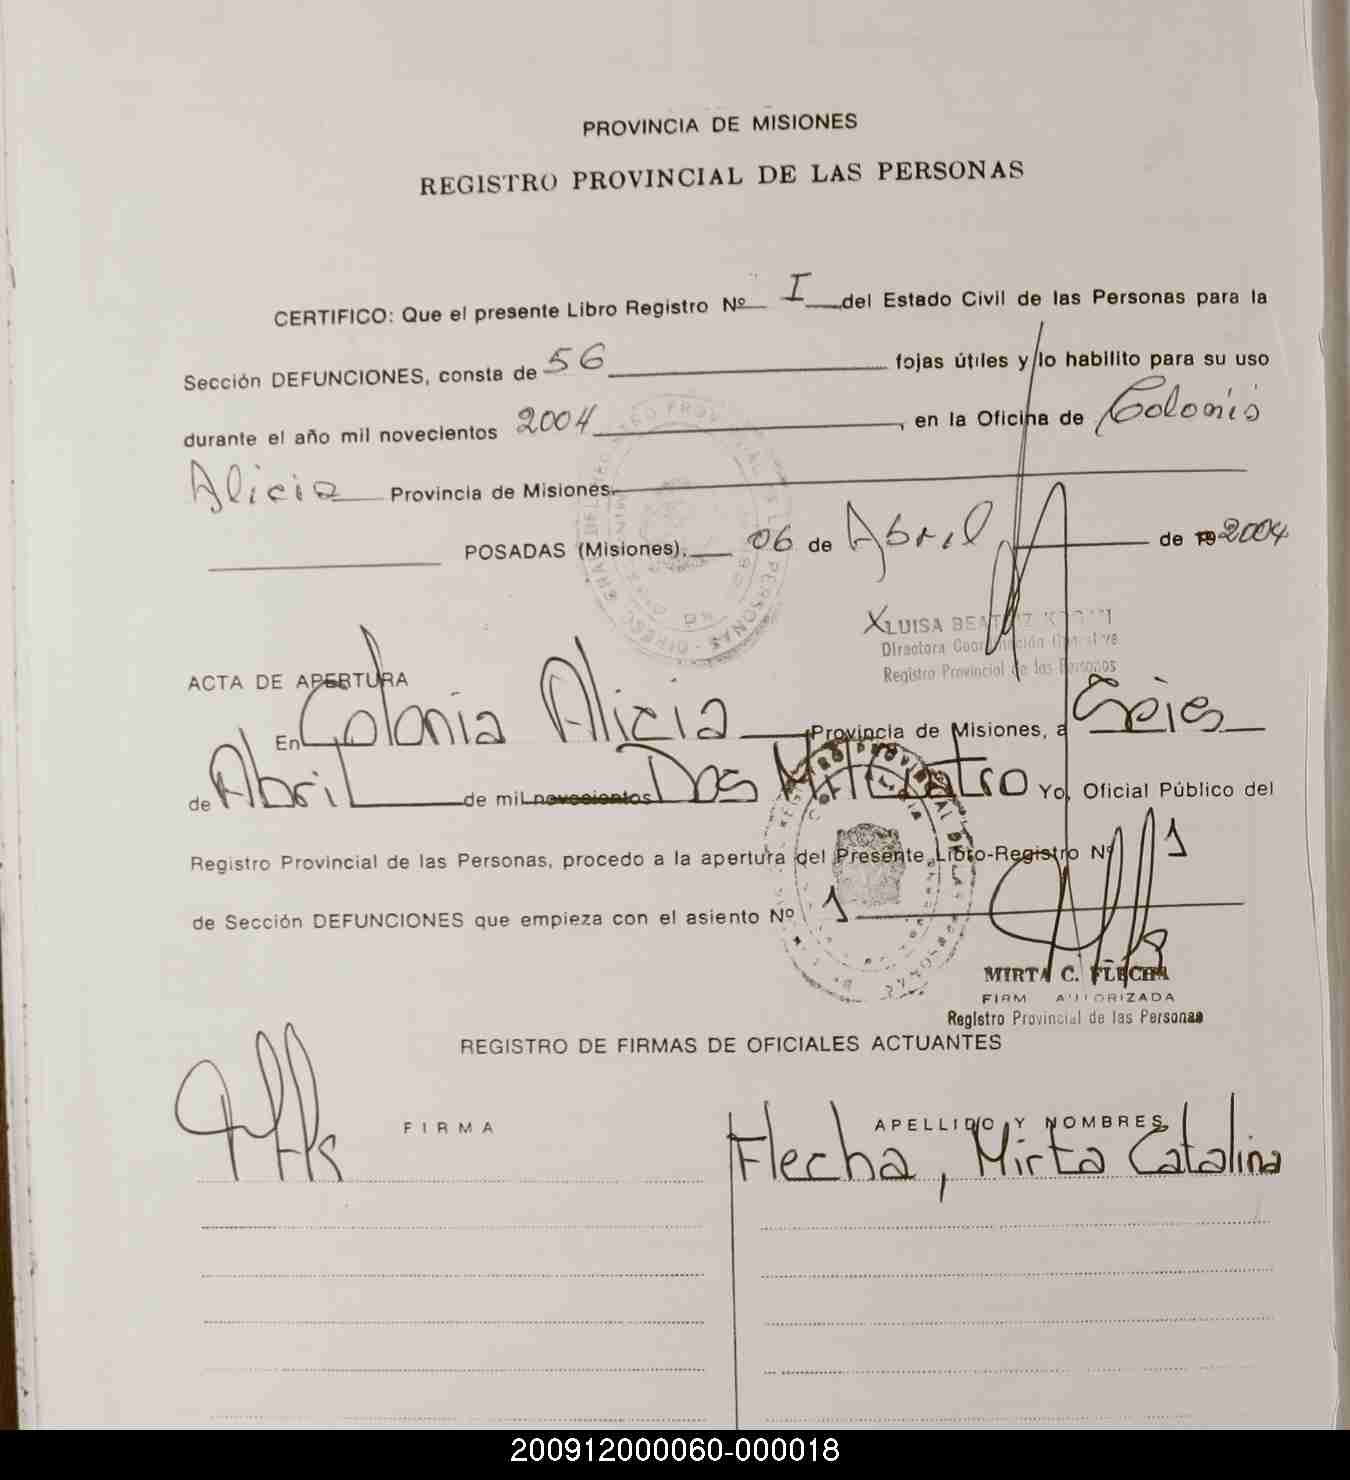 PROVINCIA DE MISIONES
REGISTRO PROVINCIAL DE LAS PERSONAS
CERTIFICO: Que el presente Libro Registro Nº I del Estado Civil de las Personas para la
Sección DEFUNCIONES, consta de 56 fojas útiles y lo habilito para su uso
durante el año mil novecientos 2004, en la Oficina de Colonia
Alicia Provincia de Misiones
POSADAS (Misiones), 06 de Abril de 19 2004
LUISA
Directora
Registro Provincial de las Personas
ACTA DE APERTURA
En Colonia Alicia Provincia de Misiones, a Seis
de Abril de mil novecientos Dos Mil Cuatro Yo, Oficial Público del
Registro Provincial de las Personas, procedo a la apertura del Presente Libro-Registro Nº 1
de Sección DEFUNCIONES que empieza con el asiento Nº 1
MIRTA C. FLECHA
FIRMA AUTORIZADA
Registro Provincial de las Personas
REGISTRO DE FIRMAS DE OFICIALES ACTUANTES
FIRMA APELLIDO Y NOMBRES
Flecha, Mirta Catalina
200912000060-000018